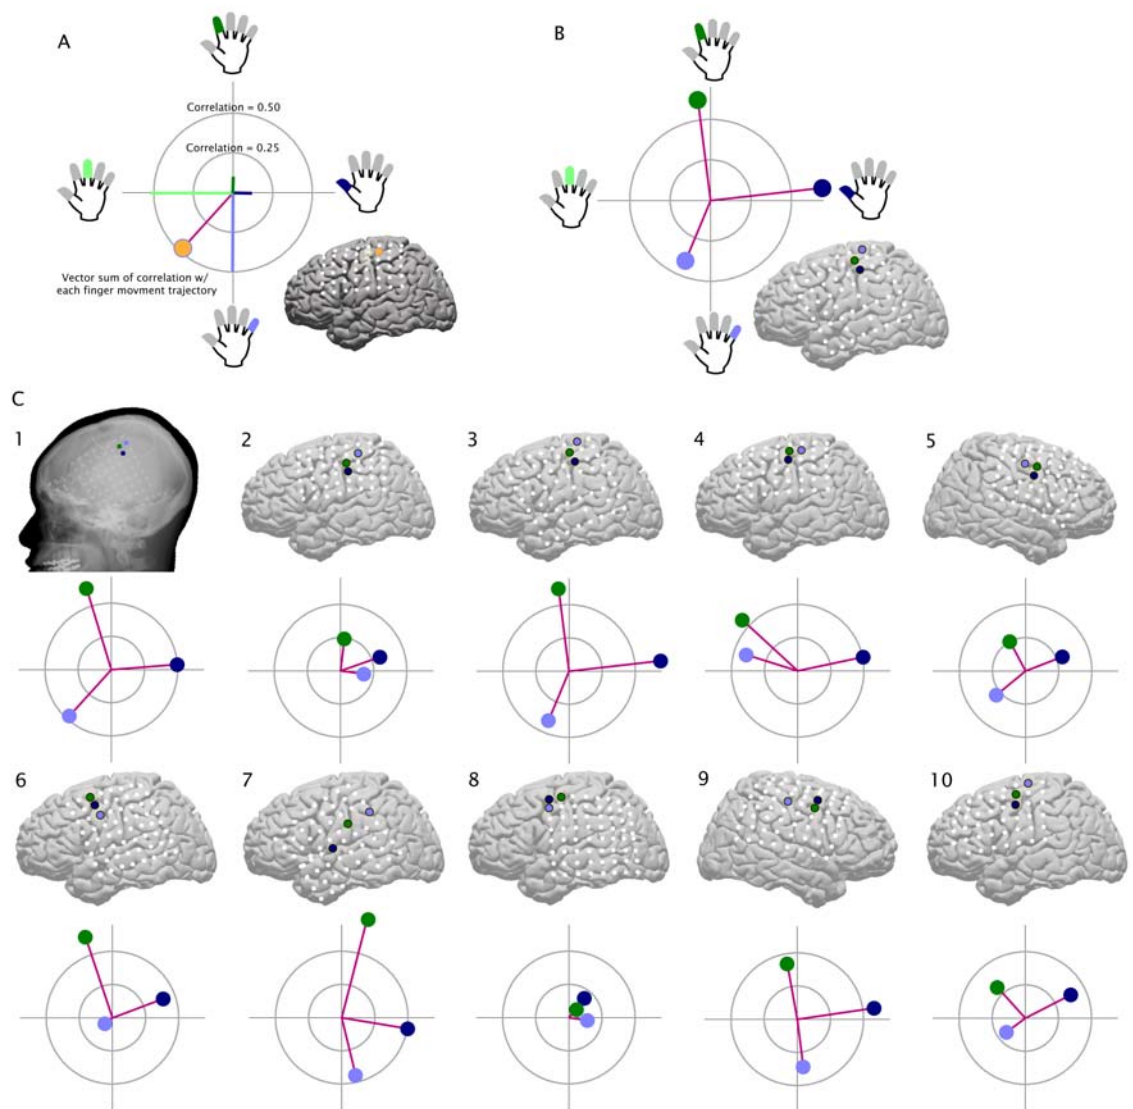 A
B
Correlation = 0.50
Correlation = 0.25
Vector sum of correlation w/
each finger movment trajectory
C
1
2
3
4
5
6
7
8
9
10